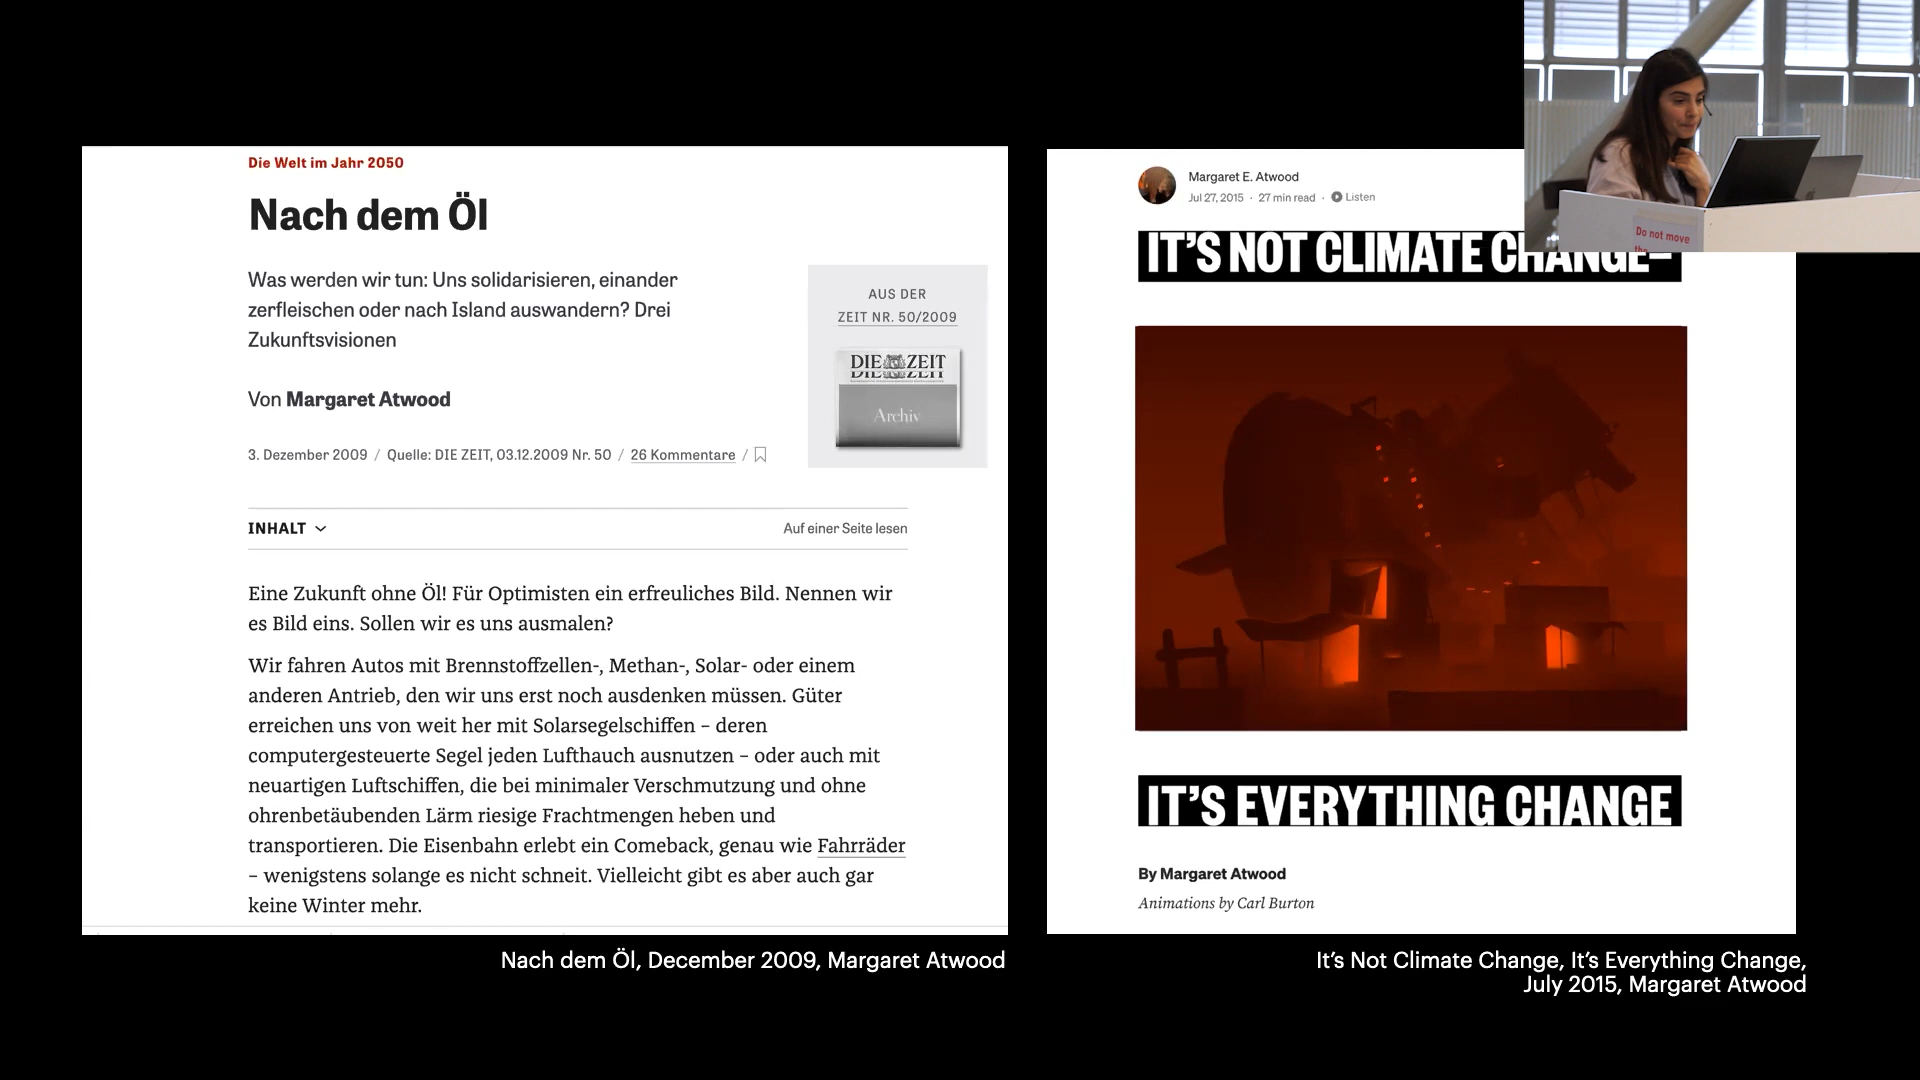 Die Welt im Jahr 2050
Nach dem Öl
Was werden wir tun: Uns solidarisieren, einander
zerfleischen oder nach Island auswandern? Drei
Zukunftsvisionen
Von Margaret Atwood
3. Dezember 2009 / Quelle: DIE ZEIT, 03.12.2009 Nr. 50 / 26 Kommentare /
AUS DER
ZEIT NR. 50/2009
DIE ZEIT
DIE ZEIT
Archiv
INHALT
Auf einer Seite lesen
Eine Zukunft ohne Öl! Für Optimisten ein erfreuliches Bild. Nennen wir
es Bild eins. Sollen wir es uns ausmalen?
Wir fahren Autos mit Brennstoffzellen-, Methan-, Solar- oder einem
anderen Antrieb, den wir uns erst noch ausdenken müssen. Güter
erreichen uns von weit her mit Solarsegelschiffen – deren
computergesteuerte Segel jeden Lufthauch ausnutzen – oder auch mit
neuartigen Luftschiffen, die bei minimaler Verschmutzung und ohne
ohrenbetäubenden Lärm riesige Frachtmengen heben und
transportieren. Die Eisenbahn erlebt ein Comeback, genau wie Fahrräder
– wenigstens solange es nicht schneit. Vielleicht gibt es aber auch gar
keine Winter mehr.
Nach dem Öl, December 2009, Margaret Atwood
Margaret E. Atwood
Jul 27, 2015 · 27 min read · Listen
IT'S NOT CLIMATE CHANGE–
IT'S EVERYTHING CHANGE
By Margaret Atwood
Animations by Carl Burton
It's Not Climate Change, It's Everything Change,
July 2015, Margaret Atwood
Do not move
the